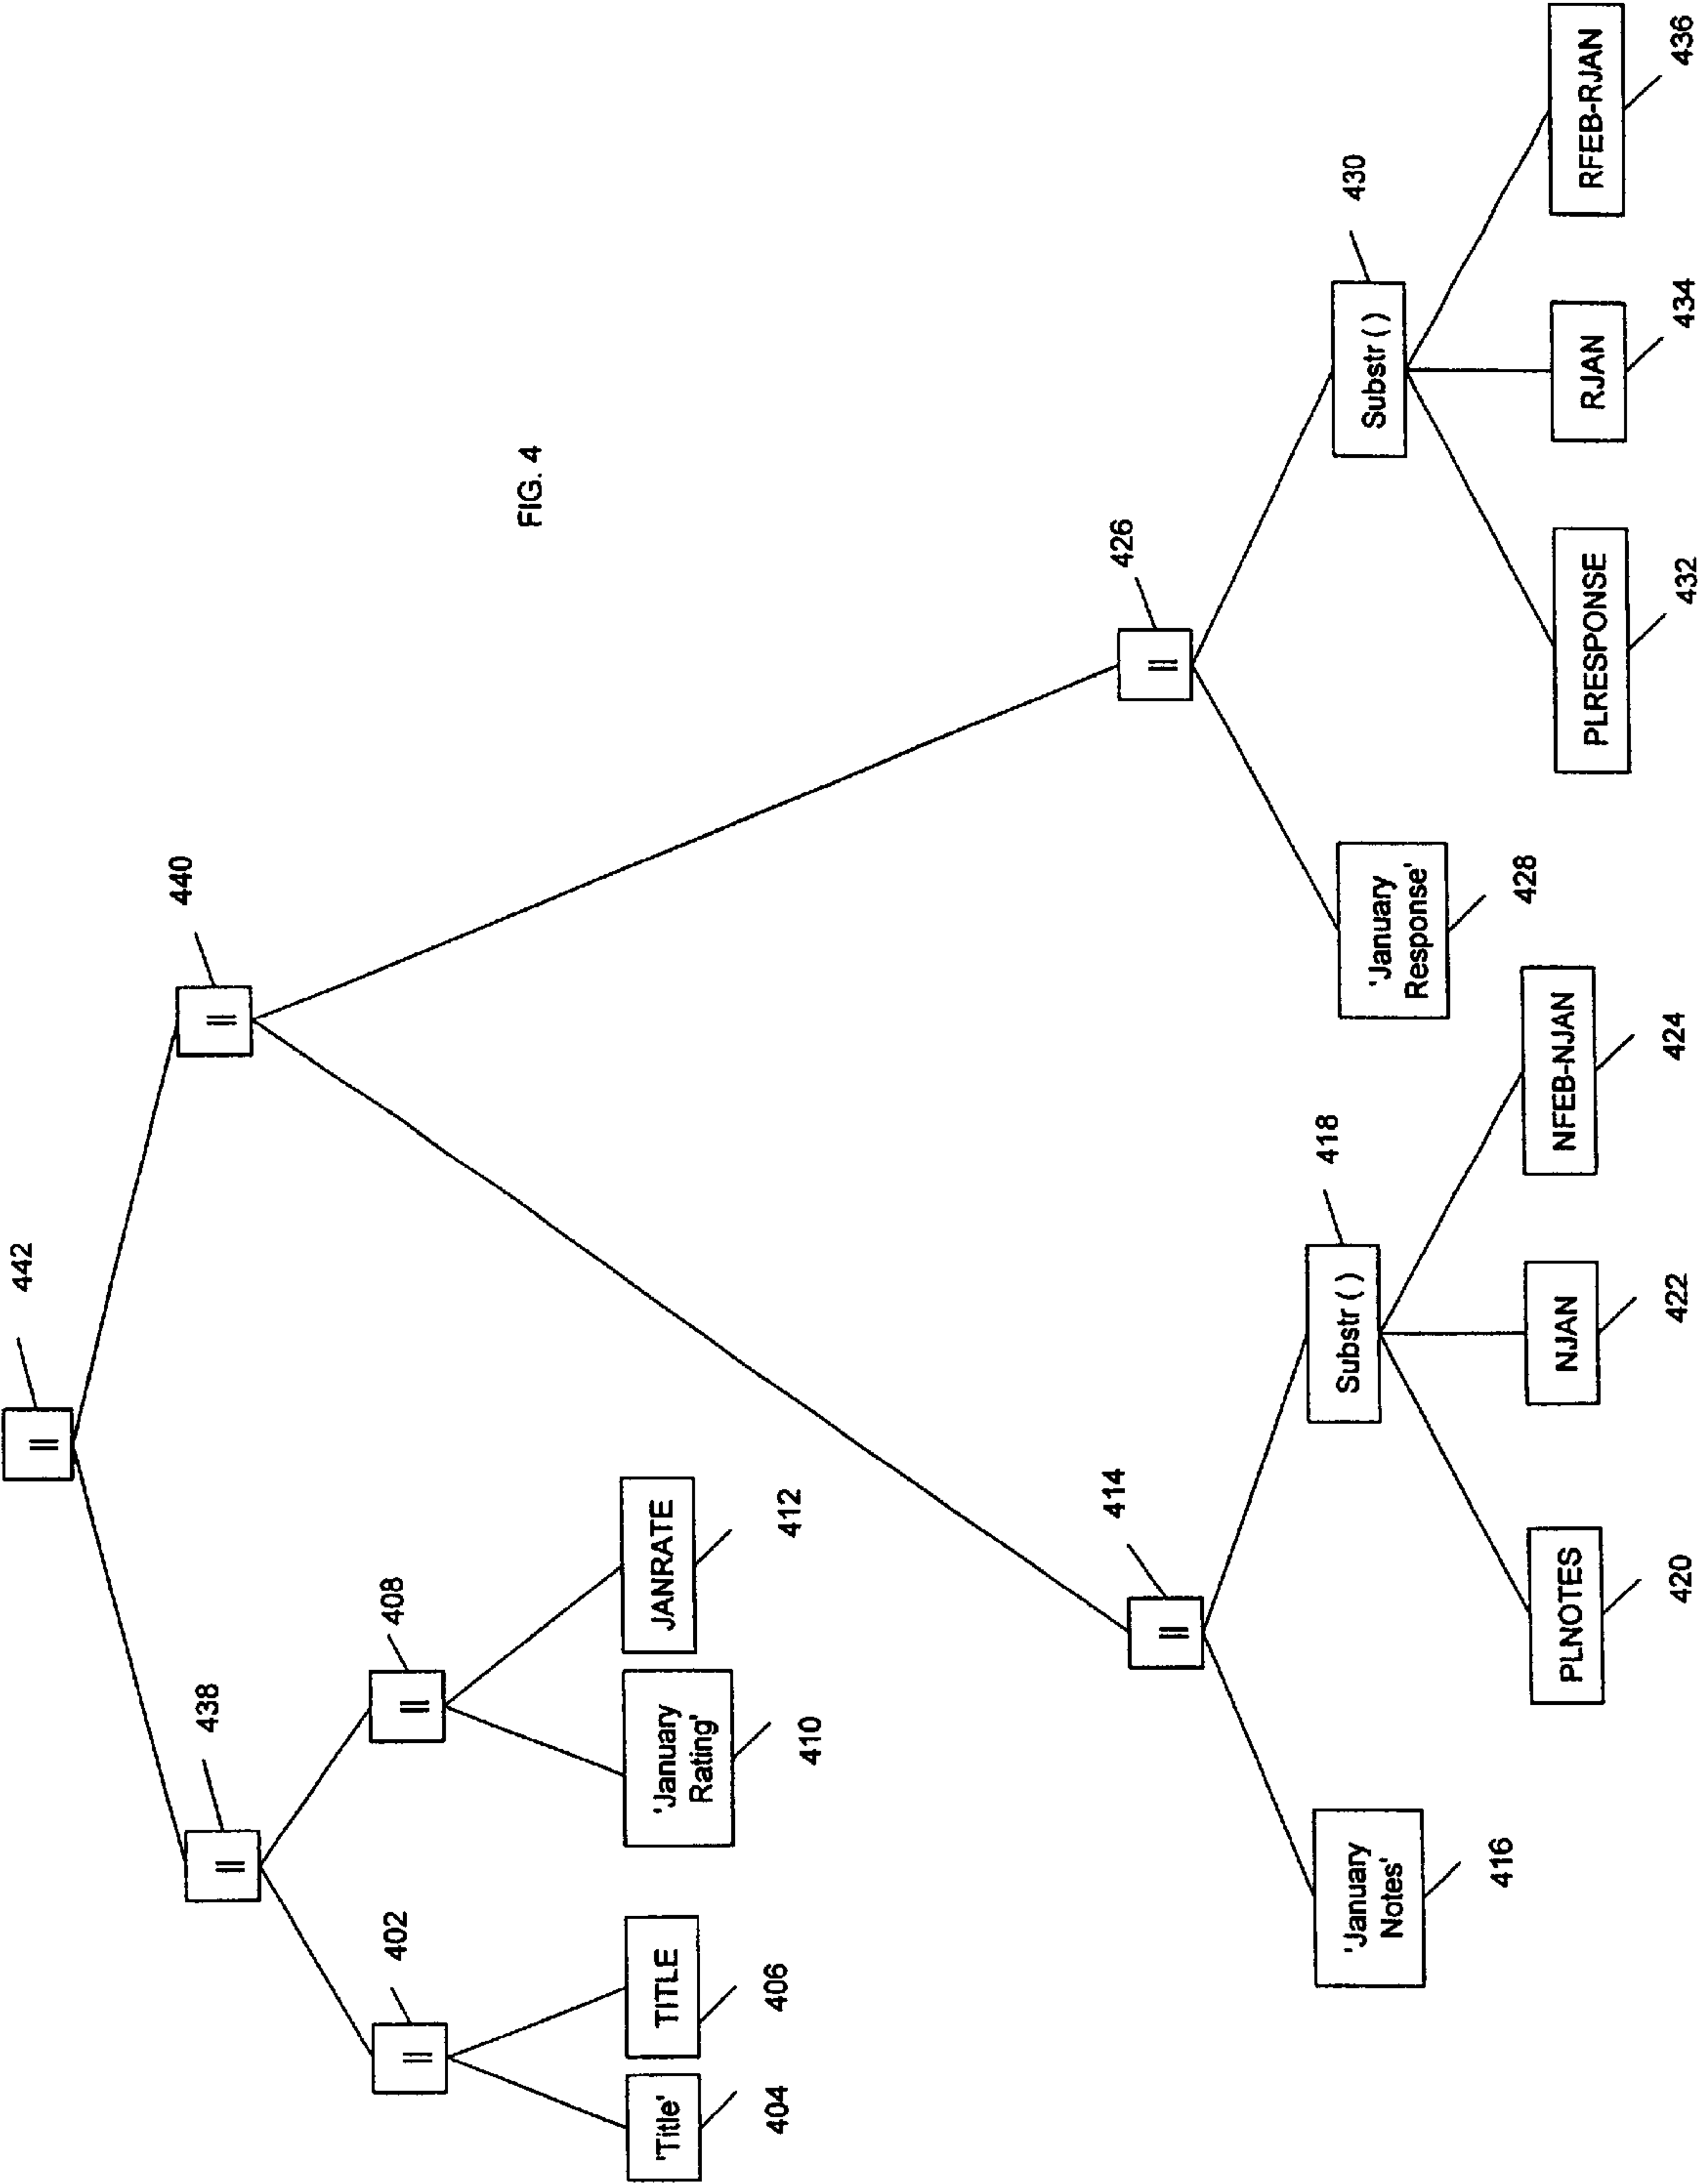 442
||
438
||
440
||
402
||
408
||
'Title'
404
TITLE
406
'January
Rating'
410
JANRATE
412
FIG. 4
414
||
426
||
'January
Notes'
416
Substr ( )
418
'January
Response'
428
Substr ( )
430
PLNOTES
420
NJAN
422
NFEB-NJAN
424
PLRESPONSE
432
RJAN
434
RFEB-RJAN
436